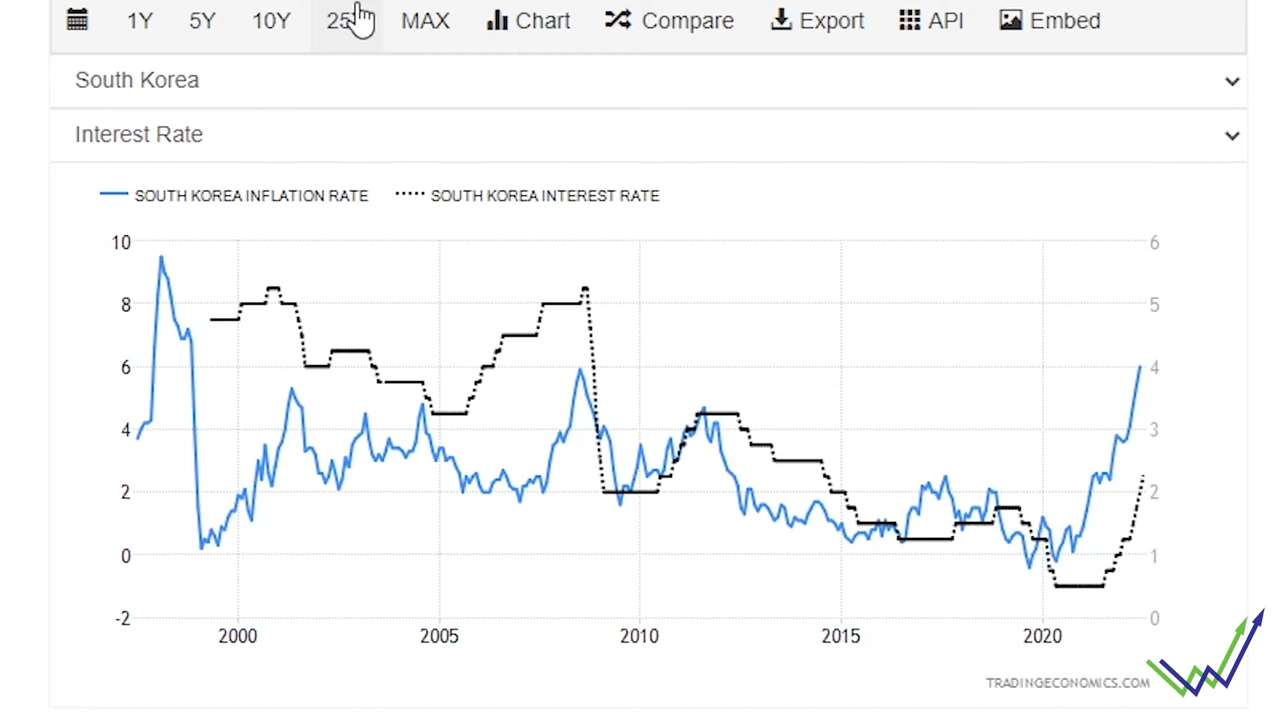 1Y 5Y 10Y 25 MAX Chart Compare Export API Embed
South Korea
Interest Rate
SOUTH KOREA INFLATION RATE SOUTH KOREA INTEREST RATE
10 6
8 5
6 4
4 3
2 2
0 1
-2 0
2000 2005 2010 2015 2020
TRADINGECONOMICS.COM